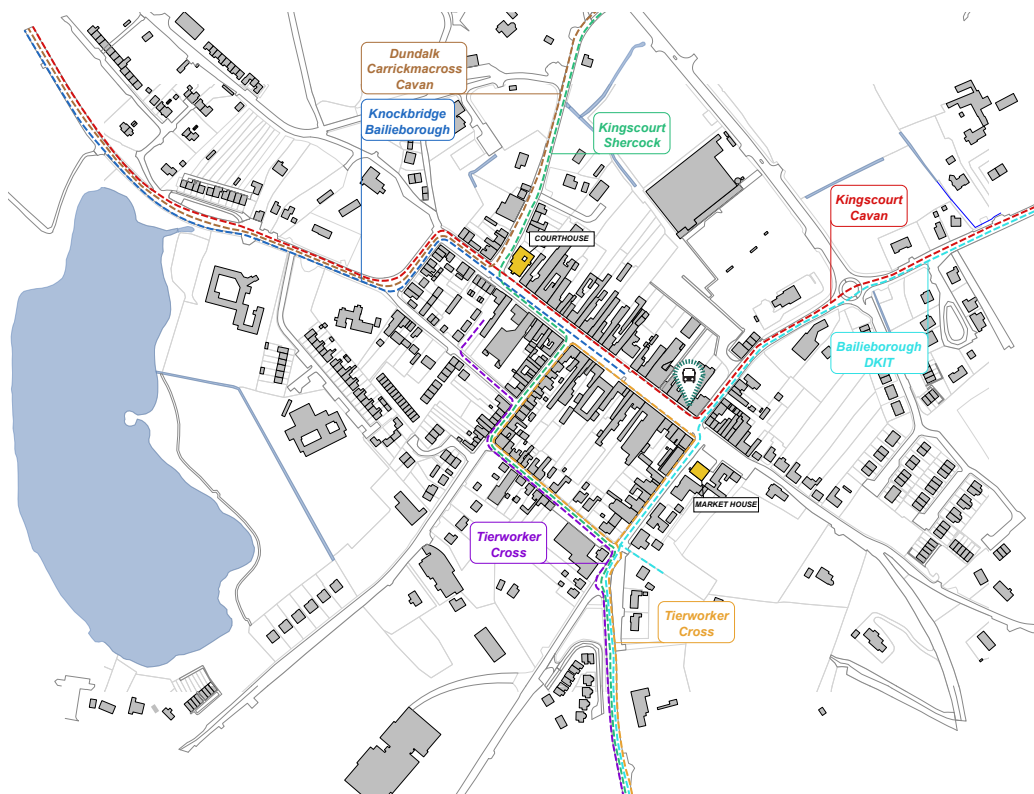 Dundalk
Carrickmacross
Cavan
Knockbridge
Bailieborough
Kingscourt
Shercock
Kingscourt
Cavan
COURTHOUSE
Bailieborough
DKIT
MARKET HOUSE
Tierworker
Cross
Tierworker
Cross